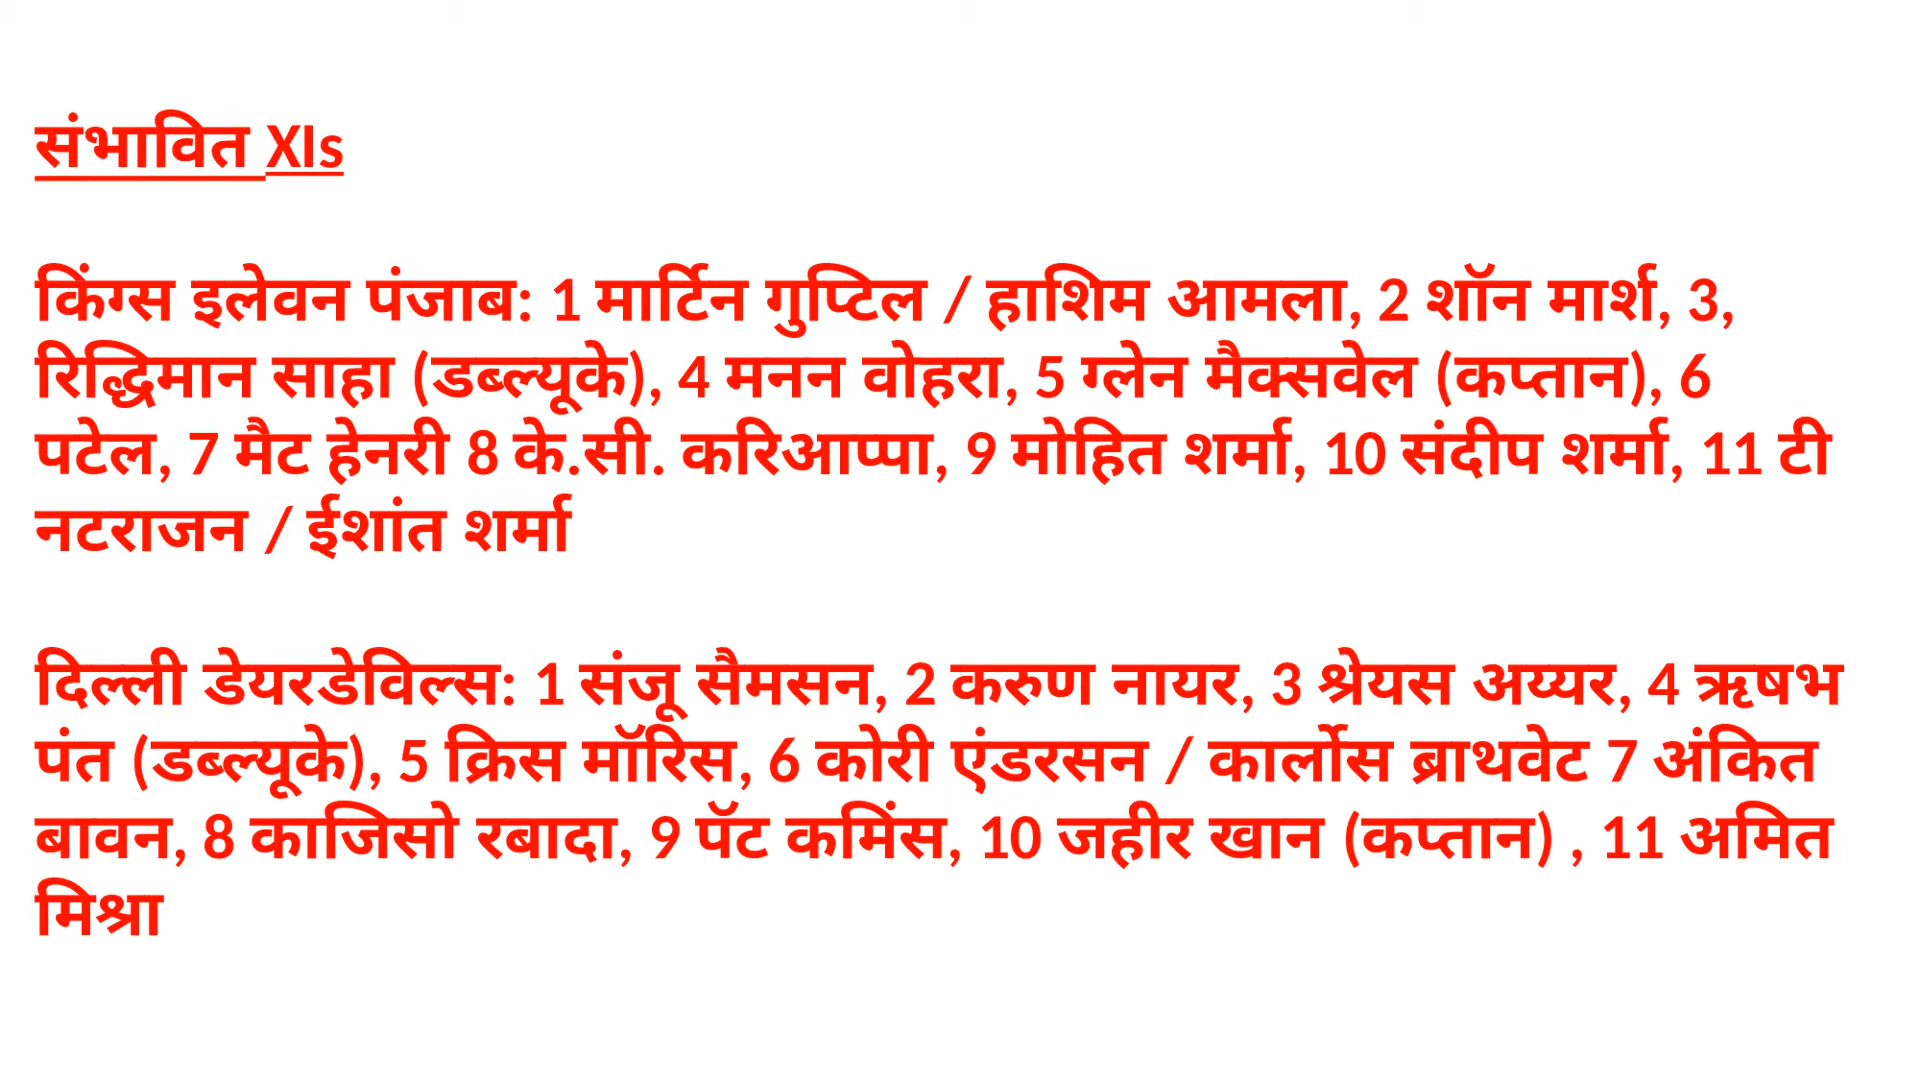 संभावित XIs
किंग्स इलेवन पंजाब: 1 मार्टिन गुप्टिल / हाशिम आमला, 2 शॉन मार्श, 3,
रिद्धिमान साहा (डब्ल्यूके), 4 मनन वोहरा, 5 ग्लेन मैक्सवेल (कप्तान), 6
पटेल, 7 मैट हेनरी 8 के.सी. करिआप्पा, 9 मोहित शर्मा, 10 संदीप शर्मा, 11 टी
नटराजन / ईशांत शर्मा
दिल्ली डेयरडेविल्स: 1 संजू सैमसन, 2 करुण नायर, 3 श्रेयस अय्यर, 4 ऋषभ
पंत (डब्ल्यूके), 5 क्रिस मॉरिस, 6 कोरी एंडरसन / कार्लोस ब्राथवेट 7 अंकित
बावन, 8 काजिसो रबादा, 9 पॅट कमिंस, 10 जहीर खान (कप्तान) , 11 अमित
मिश्रा